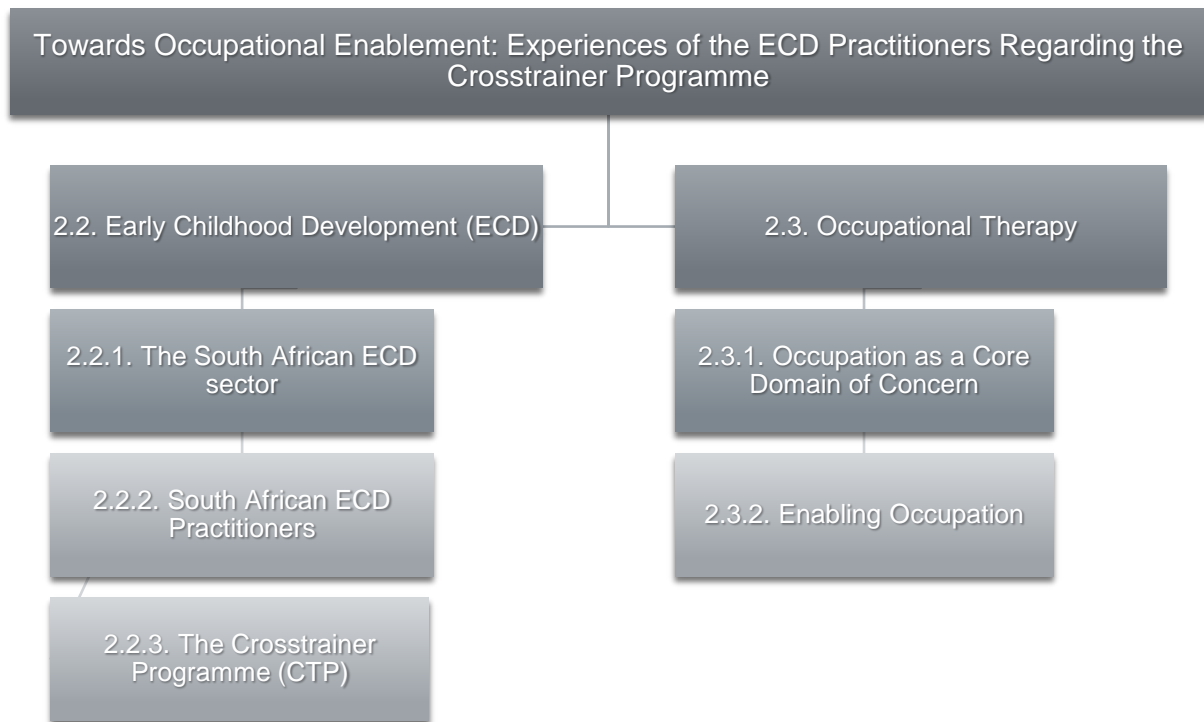 Towards Occupational Enablement: Experiences of the ECD Practitioners Regarding the
Crosstrainer Programme
2.2. Early Childhood Development (ECD)
2.2.1. The South African ECD
sector
2.2.2. South African ECD
Practitioners
2.2.3. The Crosstrainer
Programme (CTP)
2.3. Occupational Therapy
2.3.1. Occupation as a Core
Domain of Concern
2.3.2. Enabling Occupation